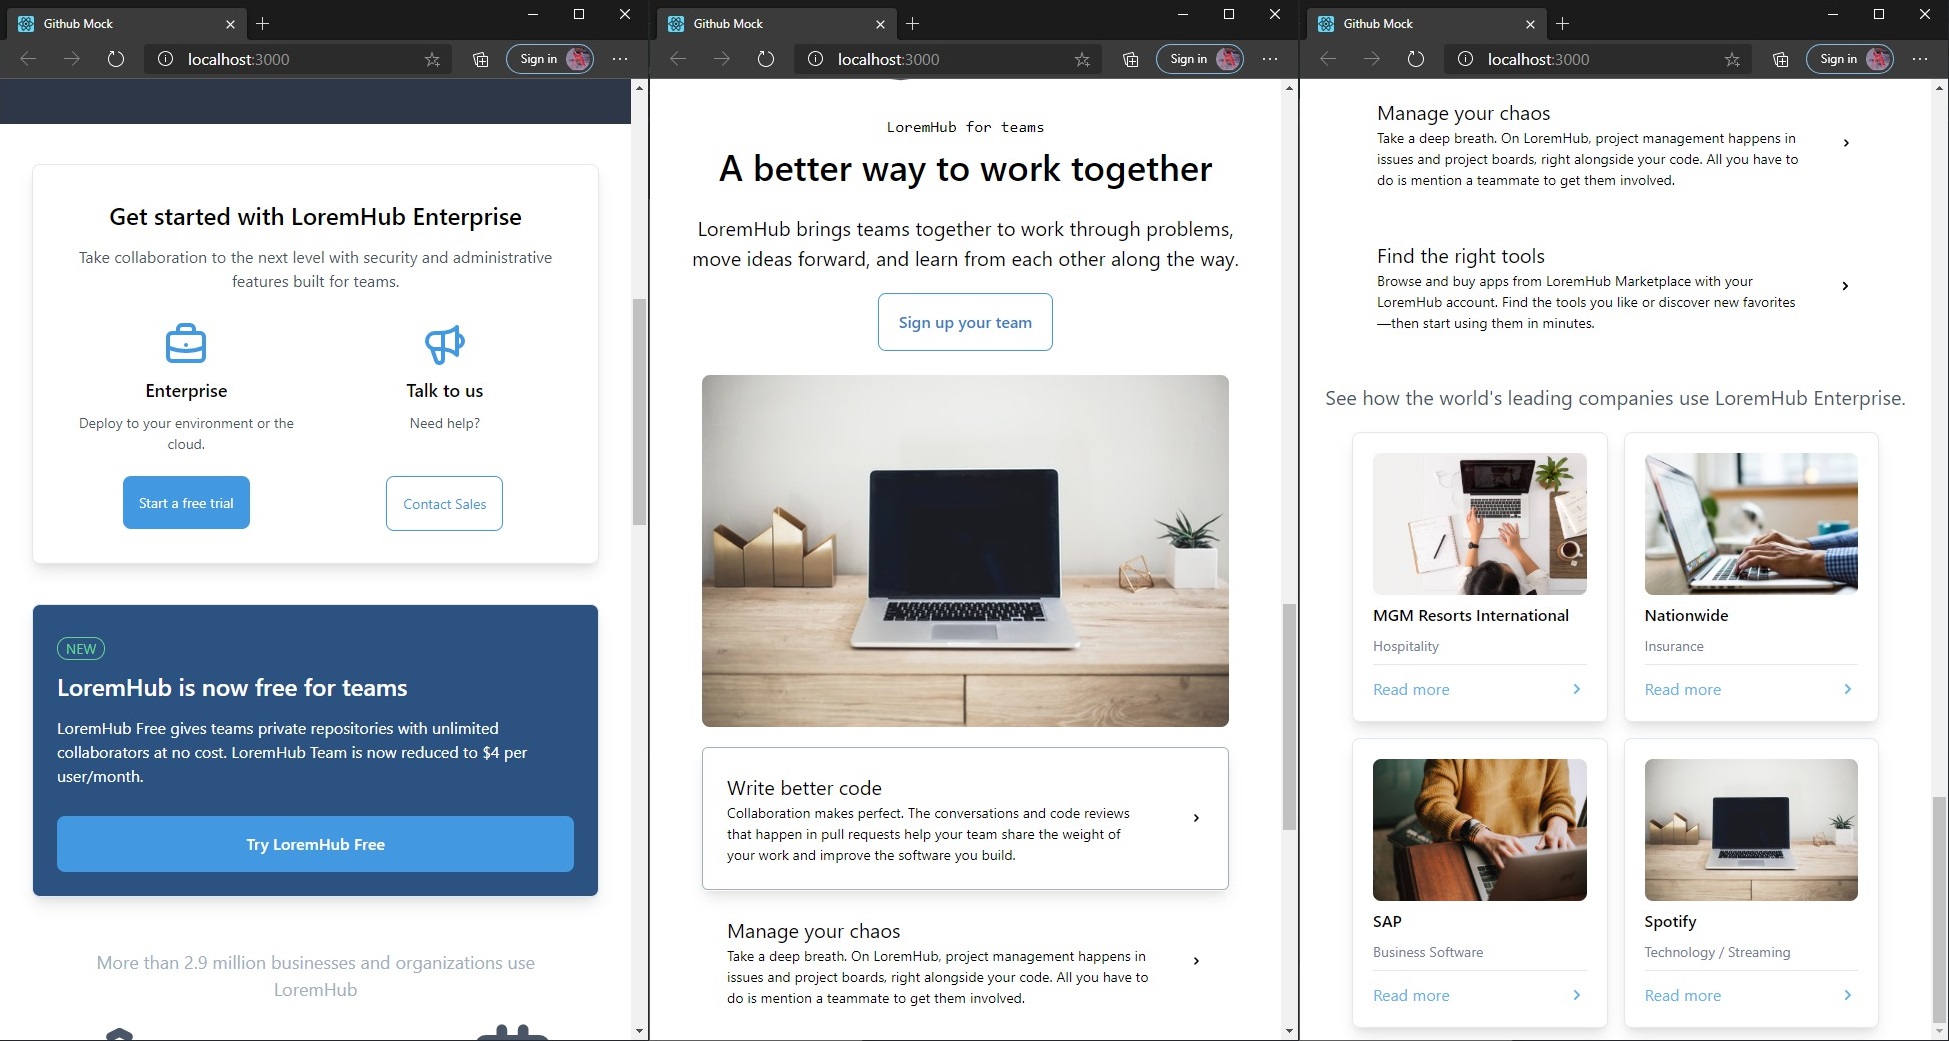 Github Mock
localhost:3000
Sign in
Get started with LoremHub Enterprise
Take collaboration to the next level with security and administrative
features built for teams.
Enterprise
Deploy to your environment or the
cloud.
Start a free trial
Talk to us
Need help?
Contact Sales
NEW
LoremHub is now free for teams
LoremHub Free gives teams private repositories with unlimited
collaborators at no cost. LoremHub Team is now reduced to $4 per
user/month.
Try LoremHub Free
More than 2.9 million businesses and organizations use
LoremHub
Github Mock
localhost:3000
Sign in
LoremHub for teams
A better way to work together
LoremHub brings teams together to work through problems,
move ideas forward, and learn from each other along the way.
Sign up your team
Write better code
Collaboration makes perfect. The conversations and code reviews
that happen in pull requests help your team share the weight of
your work and improve the software you build.
Manage your chaos
Take a deep breath. On LoremHub, project management happens in
issues and project boards, right alongside your code. All you have to
do is mention a teammate to get them involved.
Github Mock
localhost:3000
Sign in
Manage your chaos
Take a deep breath. On LoremHub, project management happens in
issues and project boards, right alongside your code. All you have to
do is mention a teammate to get them involved.
Find the right tools
Browse and buy apps from LoremHub Marketplace with your
LoremHub account. Find the tools you like or discover new favorites
—then start using them in minutes.
See how the world's leading companies use LoremHub Enterprise.
MGM Resorts International
Hospitality
Read more
Nationwide
Insurance
Read more
SAP
Business Software
Read more
Spotify
Technology / Streaming
Read more